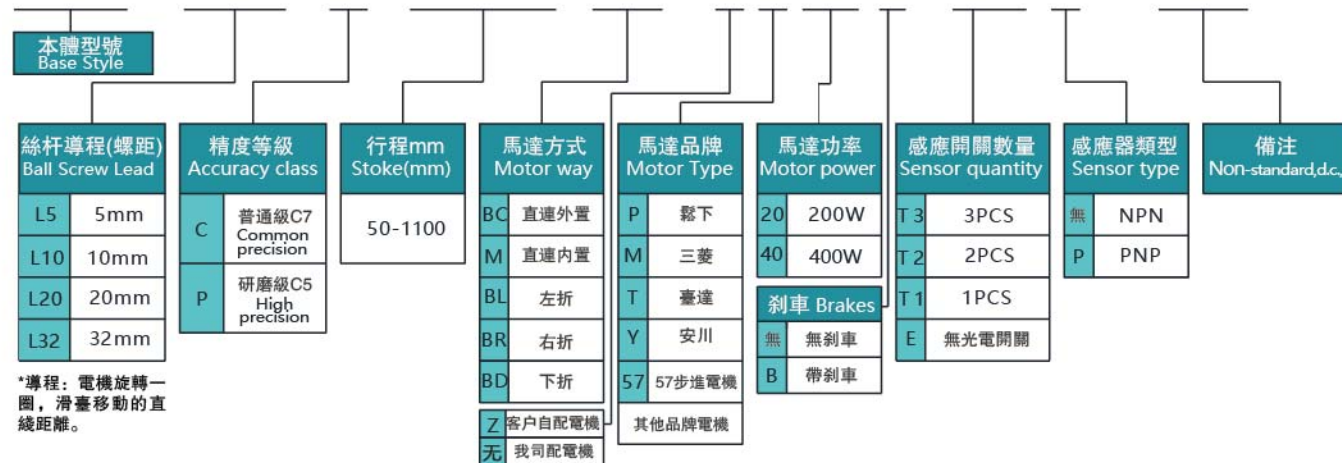 本體型號
Base Style
絲杆導程(螺距)
Ball Screw Lead
L5 5mm
L10 10mm
L20 20mm
L32 32mm
*導程：電機旋轉一
圈，滑臺移動的直
綫距離。
精度等級
Accuracy class
C 普通級C7
Common
precision
P 研磨級C5
High
precision
行程mm
Stoke(mm)
50-1100
馬達方式
Motor way
BC 直連外置
M 直連内置
BL 左折
BR 右折
BD 下折
Z 客户自配電機
无 我司配電機
馬達品牌
Motor Type
P 鬆下
M 三菱
T 臺達
Y 安川
57 57步進電機
其他品牌電機
馬達功率
Motor power
20 200W
40 400W
刹車 Brakes
無 無刹車
B 帶刹車
感應開關數量
Sensor quantity
T3 3PCS
T2 2PCS
T1 1PCS
E 無光電開關
感應器類型
Sensor type
無 NPN
P PNP
備注
Non-standard,d.c.,